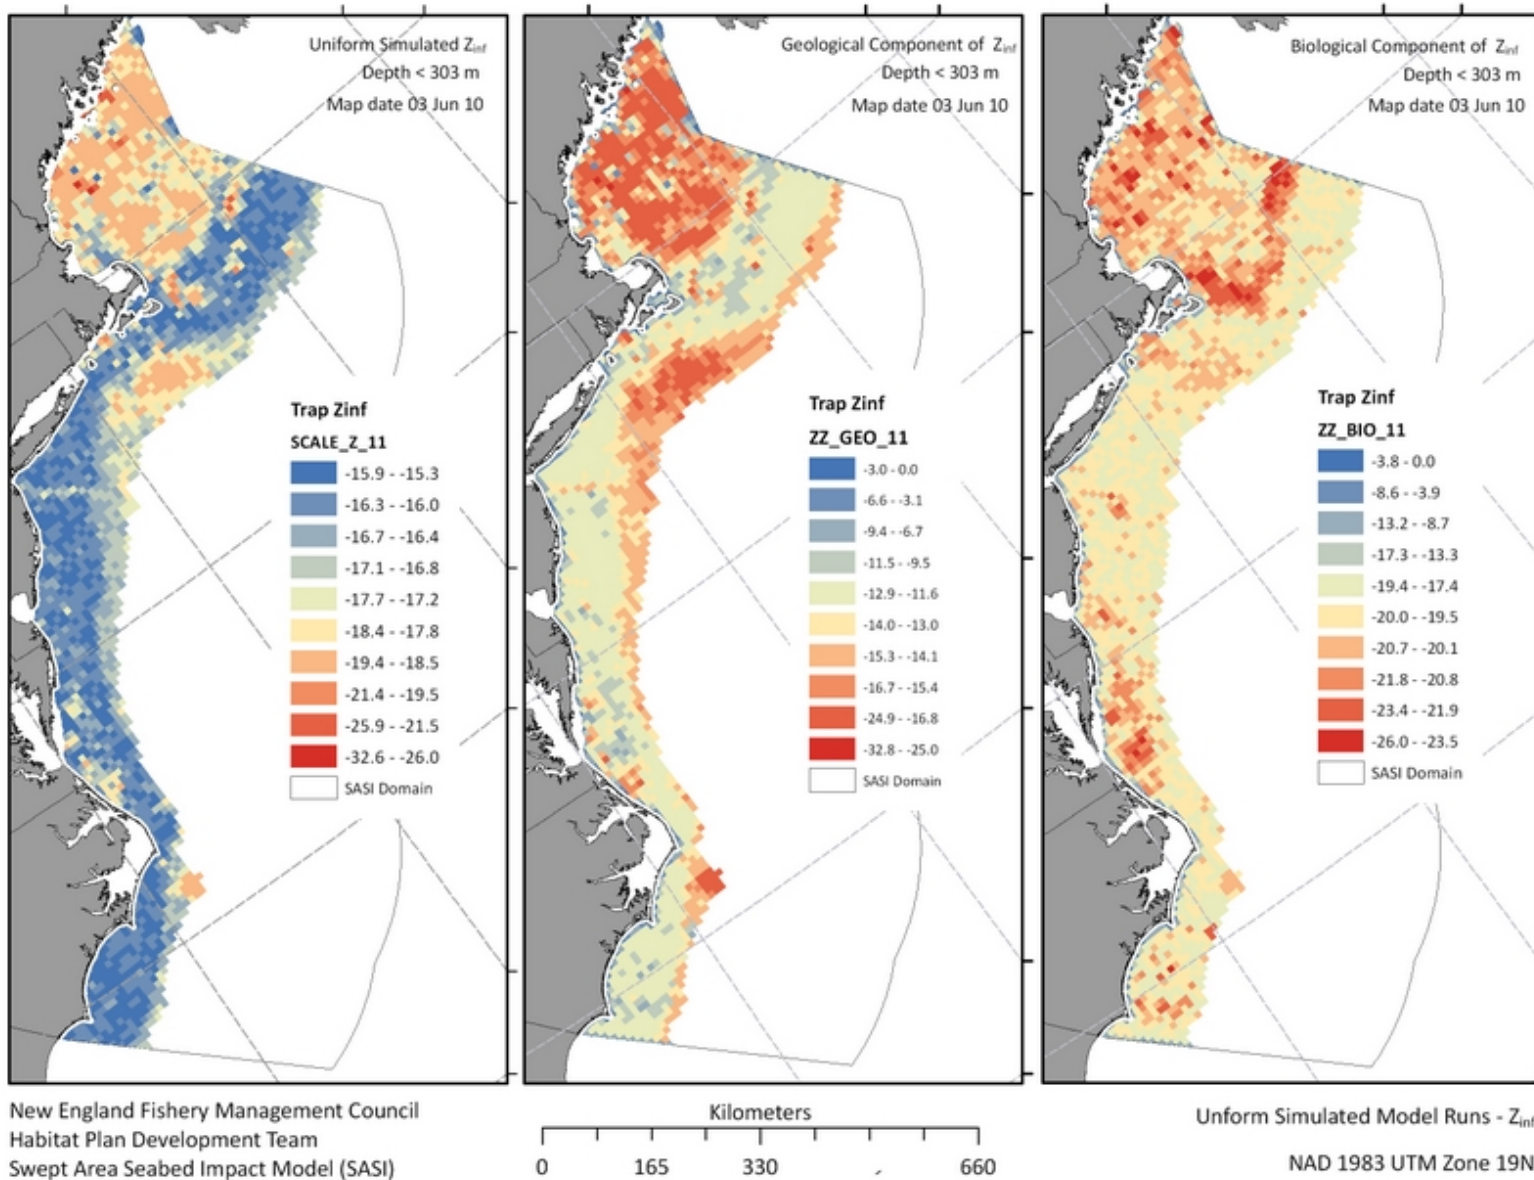 Uniform Simulated Zinf
Depth < 303 m
Map date 03 Jun 10
Trap Zinf
SCALE_Z_11
-15.9 - -15.3
-16.3 - -16.0
-16.7 - -16.4
-17.1 - -16.8
-17.7 - -17.2
-18.4 - -17.8
-19.4 - -18.5
-21.4 - -19.5
-25.9 - -21.5
-32.6 - -26.0
SASI Domain
Geological Component of Zinf
Depth < 303 m
Map date 03 Jun 10
Trap Zinf
ZZ_GEO_11
-3.0 - 0.0
-6.6 - -3.1
-9.4 - -6.7
-11.5 - -9.5
-12.9 - -11.6
-14.0 - -13.0
-15.3 - -14.1
-16.7 - -15.4
-24.9 - -16.8
-32.8 - -25.0
SASI Domain
Biological Component of Zinf
Depth < 303 m
Map date 03 Jun 10
Trap Zinf
ZZ_BIO_11
-3.8 - 0.0
-8.6 - -3.9
-13.2 - -8.7
-17.3 - -13.3
-19.4 - -17.4
-20.0 - -19.5
-20.7 - -20.1
-21.8 - -20.8
-23.4 - -21.9
-26.0 - -23.5
SASI Domain
New England Fishery Management Council
Habitat Plan Development Team
Swept Area Seabed Impact Model (SASI)
Kilometers
0 165 330 660
Unform Simulated Model Runs - Zinf
NAD 1983 UTM Zone 19N